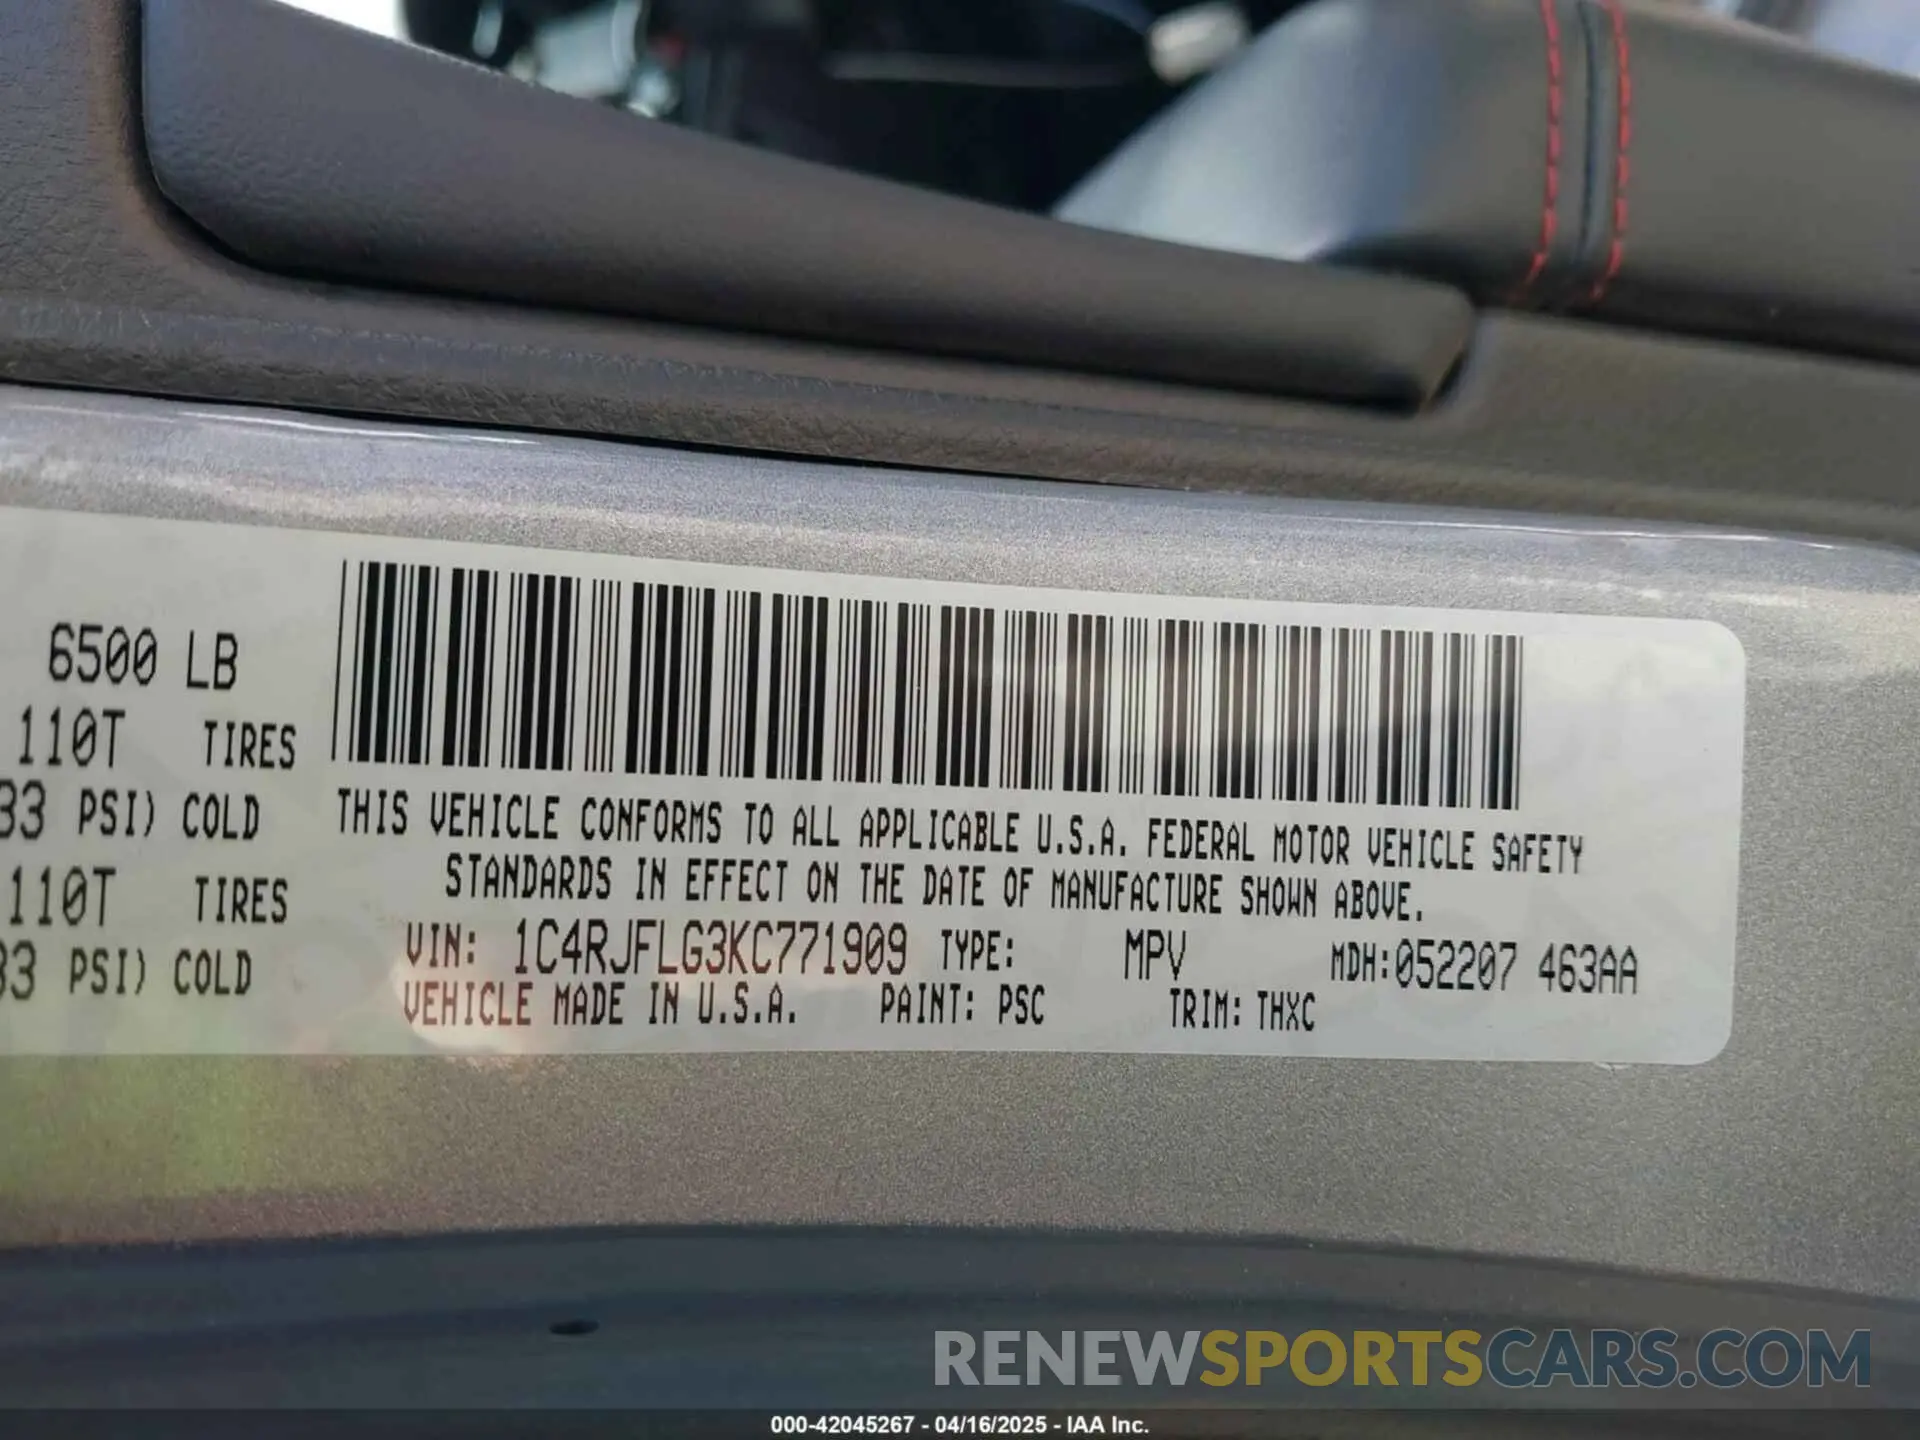 6500 LB
110T TIRES
33 PSI) COLD
110T TIRES
33 PSI) COLD
THIS VEHICLE CONFORMS TO ALL APPLICABLE U.S.A. FEDERAL MOTOR VEHICLE SAFETY
STANDARDS IN EFFECT ON THE DATE OF MANUFACTURE SHOWN ABOVE.
VIN: 1C4RJFLG3KC771909 TYPE: MPV MDH:052207 463AA
VEHICLE MADE IN U.S.A. PAINT: PSC TRIM: THXC
RENEWSPORTSCARS.COM
000-42045267 - 04/16/2025 - IAA Inc.